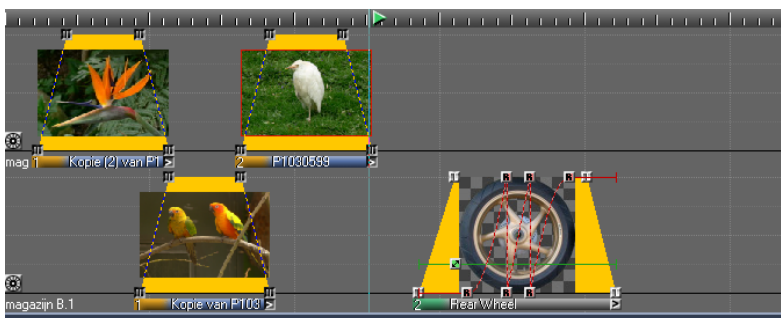 mag 1 Kopie (2) van P1 2 P1030599
magazijn B.1 1 Kopie van P103 2 Rear Wheel